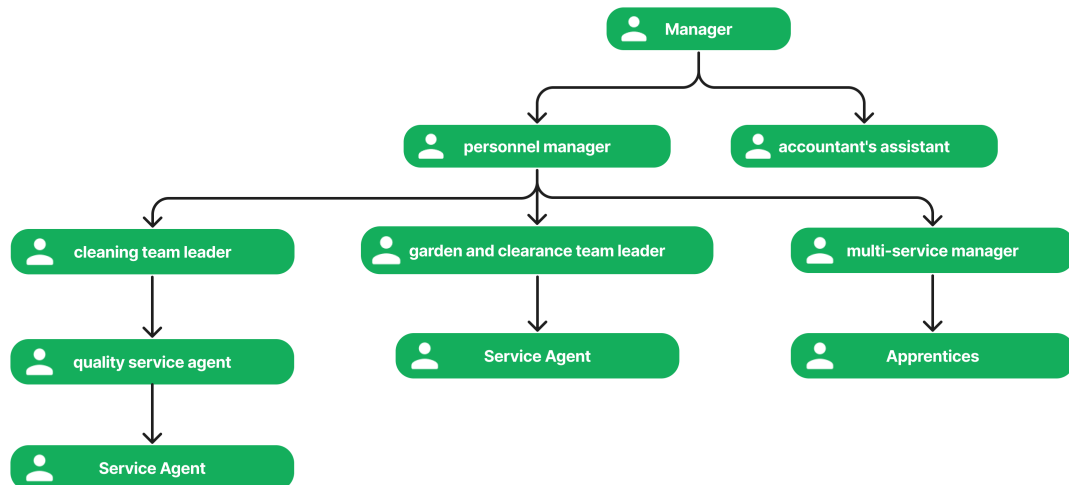 Manager
personnel manager
accountant's assistant
cleaning team leader
garden and clearance team leader
multi-service manager
quality service agent
Service Agent
Apprentices
Service Agent